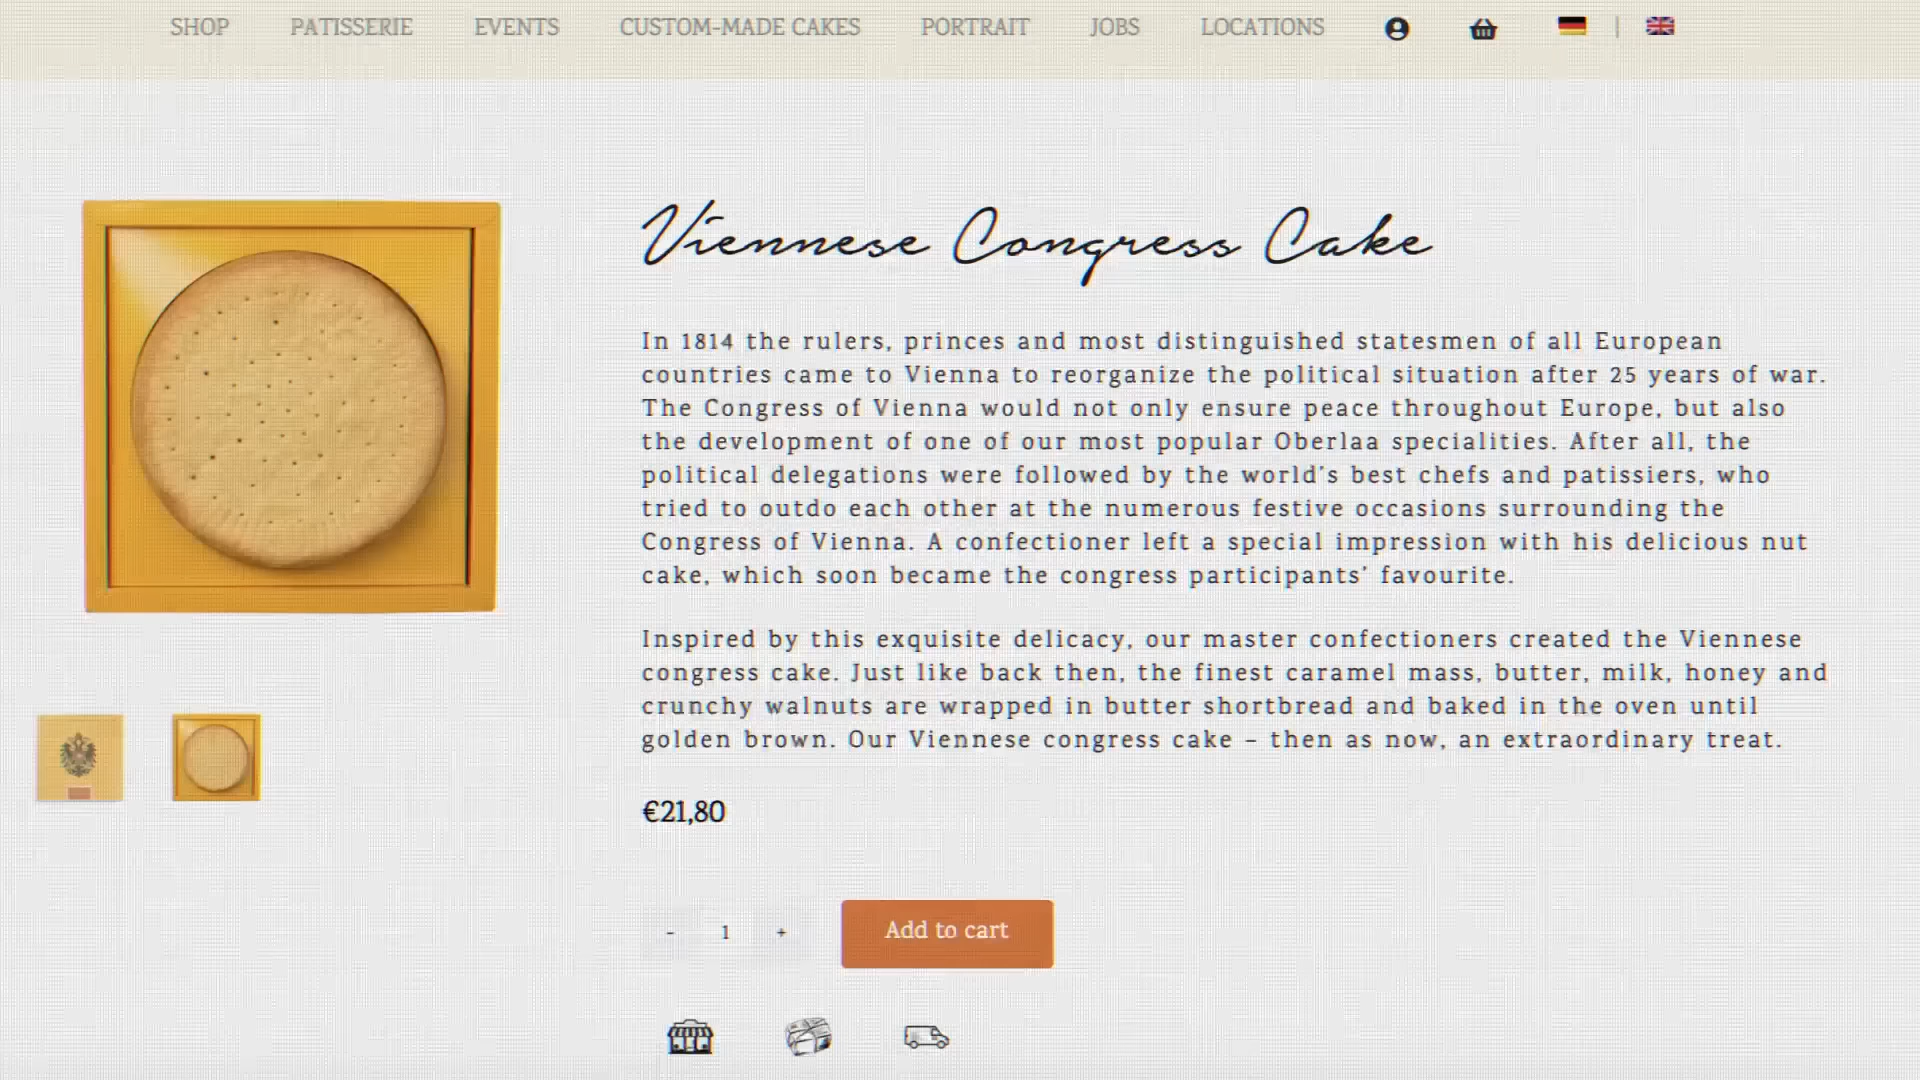 SHOP PATISSERIE EVENTS CUSTOM-MADE CAKES PORTRAIT JOBS LOCATIONS |
Viennese Congress Cake
In 1814 the rulers, princes and most distinguished statesmen of all European
countries came to Vienna to reorganize the political situation after 25 years of war.
The Congress of Vienna would not only ensure peace throughout Europe, but also
the development of one of our most popular Oberlaa specialities. After all, the
political delegations were followed by the world's best chefs and patissiers, who
tried to outdo each other at the numerous festive occasions surrounding the
Congress of Vienna. A confectioner left a special impression with his delicious nut
cake, which soon became the congress participants' favourite.
Inspired by this exquisite delicacy, our master confectioners created the Viennese
congress cake. Just like back then, the finest caramel mass, butter, milk, honey and
crunchy walnuts are wrapped in butter shortbread and baked in the oven until
golden brown. Our Viennese congress cake – then as now, an extraordinary treat.
€21,80
- 1 + Add to cart